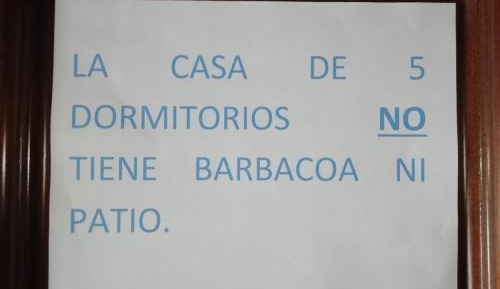 LA CASA DE 5
DORMITORIOS NO
TIENE BARBACOA NI
PATIO.